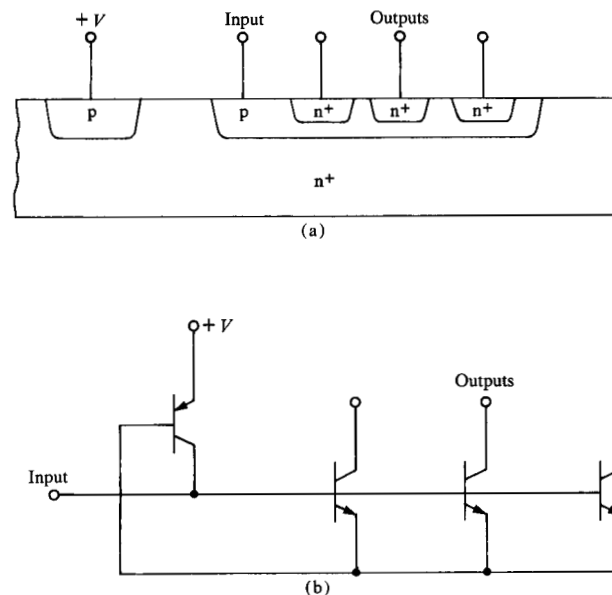 + V Input Outputs
p p n+ n+ n+
n+
(a)
+ V
Outputs
Input
(b)